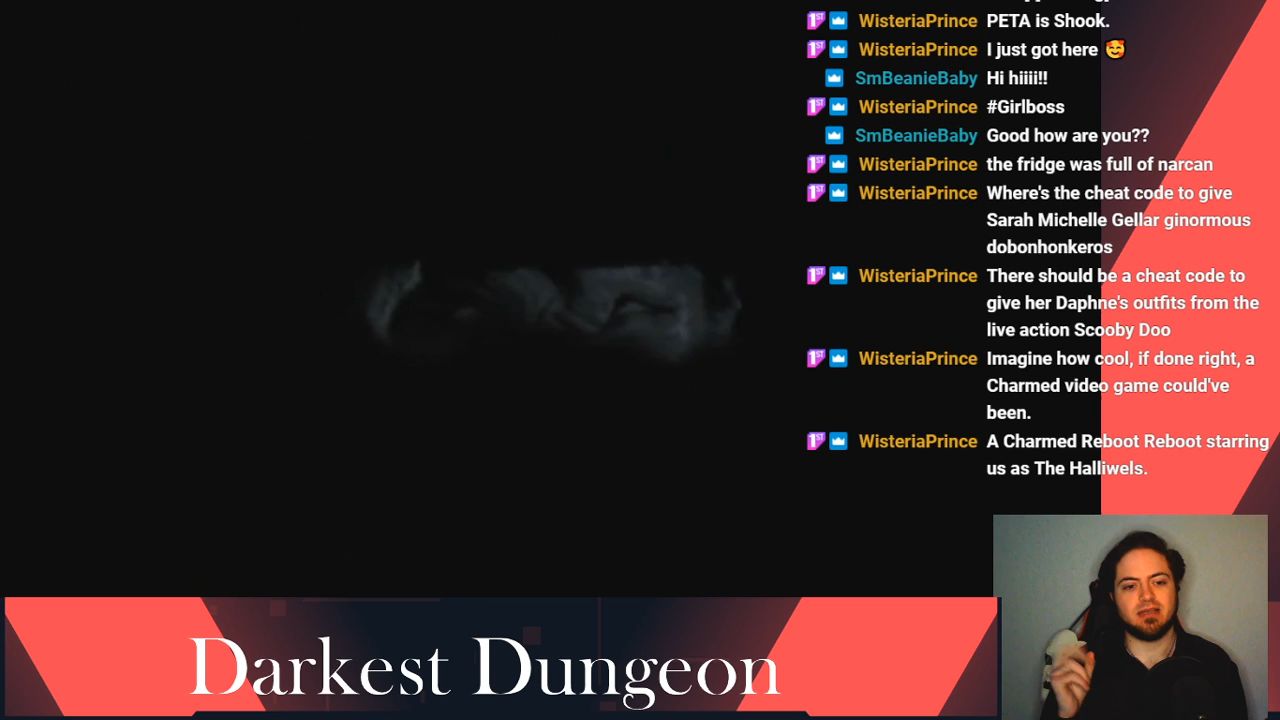 WisteriaPrince PETA is Shook.
WisteriaPrince I just got here 🥰
SmBeanieBaby Hi hiiii!!
WisteriaPrince #Girlboss
SmBeanieBaby Good how are you??
WisteriaPrince the fridge was full of narcan
WisteriaPrince Where's the cheat code to give
Sarah Michelle Gellar ginormous
dobonhonkeros
WisteriaPrince There should be a cheat code to
give her Daphne's outfits from the
live action Scooby Doo
WisteriaPrince Imagine how cool, if done right, a
Charmed video game could've
been.
WisteriaPrince A Charmed Reboot Reboot starring
us as The Halliwels.
Darkest Dungeon